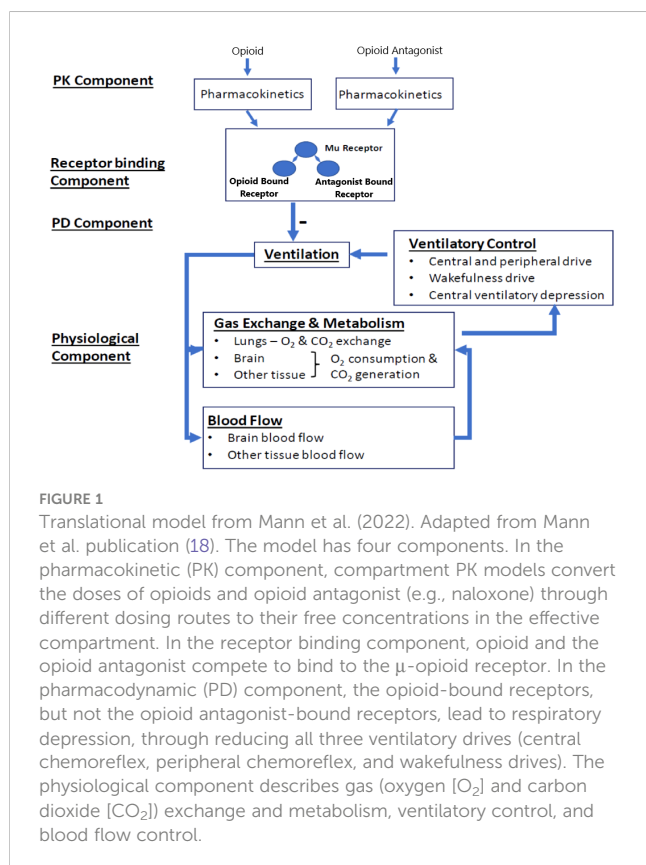 Opioid
Opioid Antagonist
PK Component
Pharmacokinetics
Pharmacokinetics
Receptor binding
Component
Mu Receptor
Opioid Bound
Receptor
Antagonist Bound
Receptor
PD Component
-
Ventilation
Ventilatory Control
• Central and peripheral drive
• Wakefulness drive
• Central ventilatory depression
Physiological
Component
Gas Exchange & Metabolism
• Lungs – O₂ & CO₂ exchange
• Brain
• Other tissue
O₂ consumption &
CO₂ generation
Blood Flow
• Brain blood flow
• Other tissue blood flow
FIGURE 1
Translational model from Mann et al. (2022). Adapted from Mann
et al. publication (18). The model has four components. In the
pharmacokinetic (PK) component, compartment PK models convert
the doses of opioids and opioid antagonist (e.g., naloxone) through
different dosing routes to their free concentrations in the effective
compartment. In the receptor binding component, opioid and the
opioid antagonist compete to bind to the μ-opioid receptor. In the
pharmacodynamic (PD) component, the opioid-bound receptors,
but not the opioid antagonist-bound receptors, lead to respiratory
depression, through reducing all three ventilatory drives (central
chemoreflex, peripheral chemoreflex, and wakefulness drives). The
physiological component describes gas (oxygen [O₂] and carbon
dioxide [CO₂]) exchange and metabolism, ventilatory control, and
blood flow control.